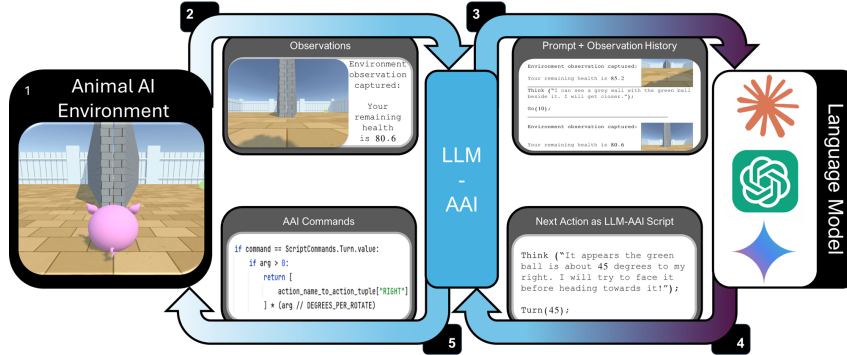 1
Animal AI
Environment
2
Observations
Environment
observation
captured:
Your
remaining
health
is 80.6
LLM
-
AAI
3
Prompt + Observation History
Environment observation captured:
Your remaining health is 85.2
Think ("I can see a grey wall with the green ball
beside it. I will get closer.");
Go(10);
Environment observation captured:
Your remaining health is 80.6
Language Model
Next Action as LLM-AAI Script
Think ("It appears the green
ball is about 45 degrees to my
right. I will try to face it
before heading towards it!");
Turn(45);
4
AAI Commands
if command == ScriptCommands.Turn.value:
if arg > 0:
return [
action_name_to_action_tuple["RIGHT"]
] * (arg // DEGREES_PER_ROTATE)
5